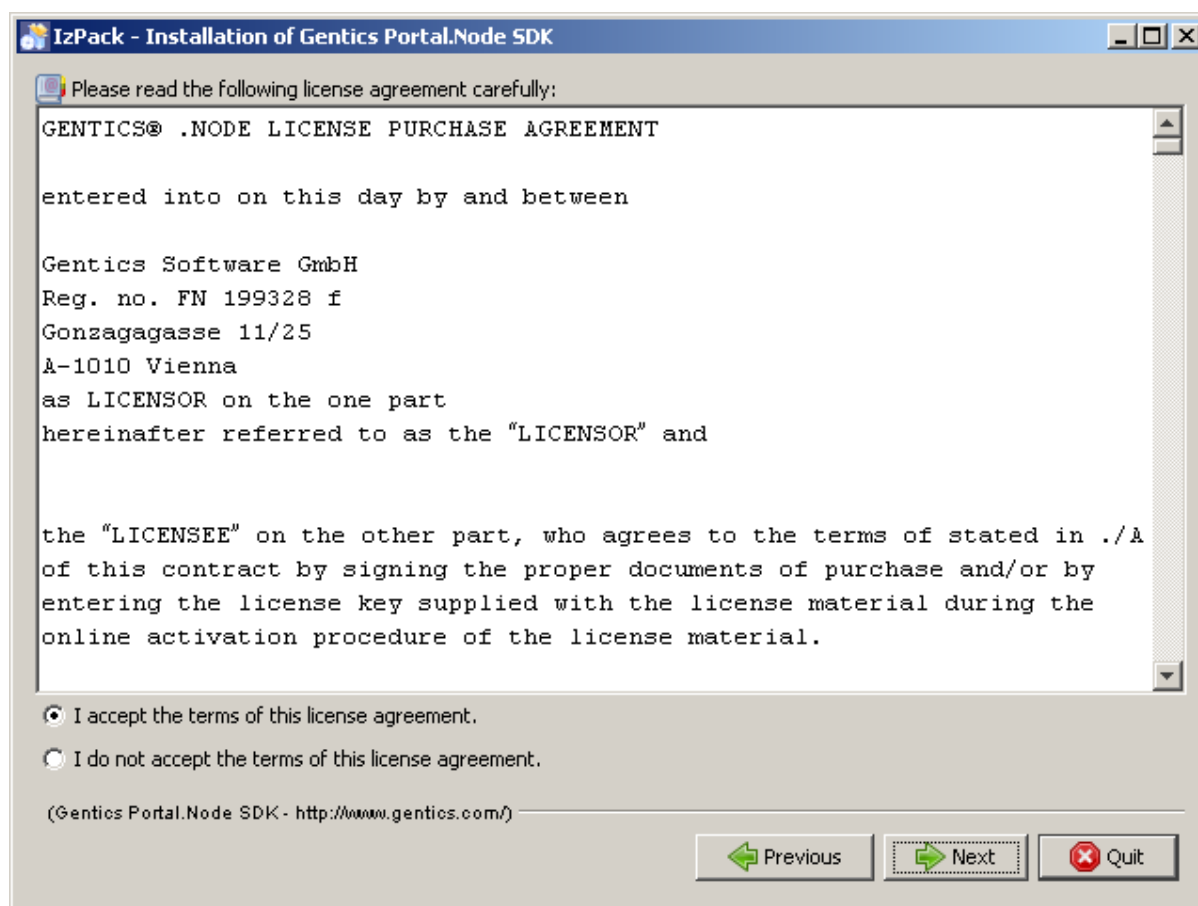 IzPack - Installation of Gentics Portal.Node SDK
Please read the following license agreement carefully:
GENTICS® .NODE LICENSE PURCHASE AGREEMENT
entered into on this day by and between
Gentics Software GmbH
Reg. no. FN 199328 f
Gonzagagasse 11/25
A-1010 Vienna
as LICENSOR on the one part
hereinafter referred to as the "LICENSOR" and
the "LICENSEE" on the other part, who agrees to the terms of stated in ./A
of this contract by signing the proper documents of purchase and/or by
entering the license key supplied with the license material during the
online activation procedure of the license material.
I accept the terms of this license agreement.
I do not accept the terms of this license agreement.
(Gentics Portal.Node SDK - http://www.gentics.com/)
Previous Next Quit